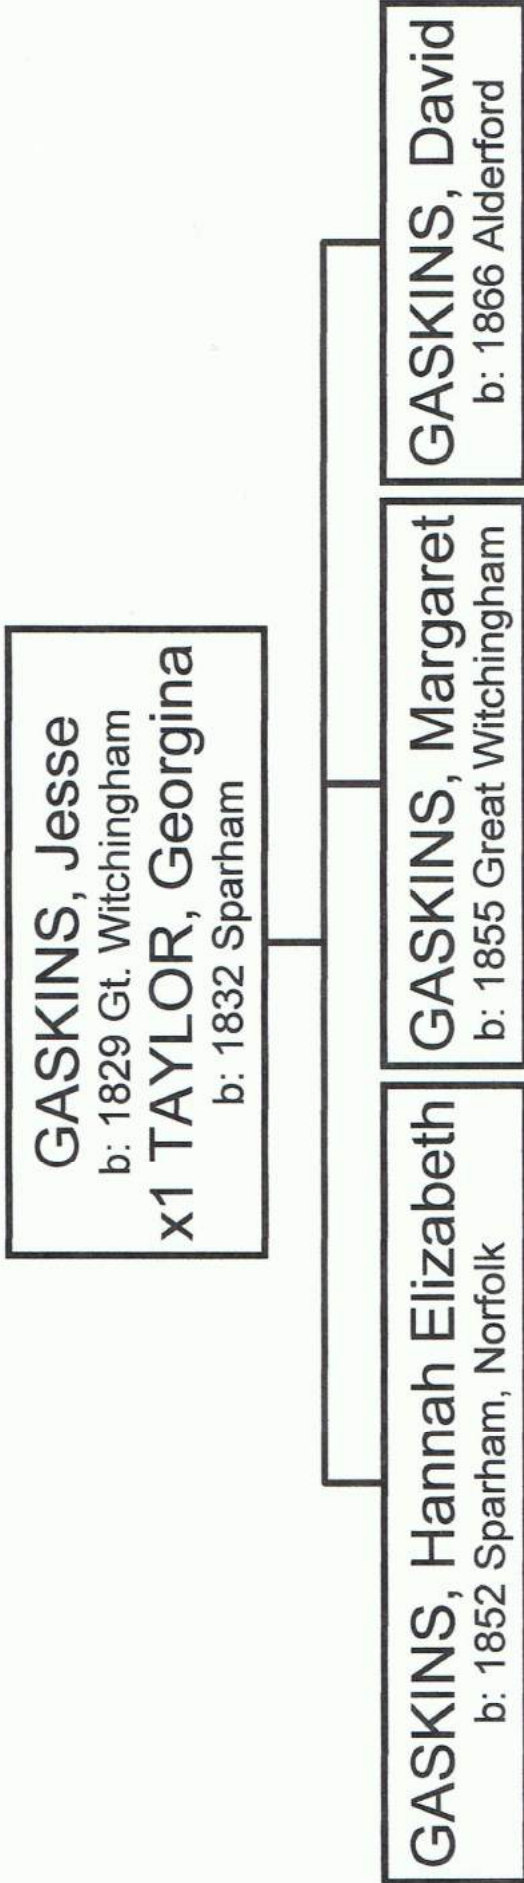 GASKINS, Jesse
b: 1829 Gt. Witchingham
x1 TAYLOR, Georgina
b: 1832 Sparham
GASKINS, Hannah Elizabeth
b: 1852 Sparham, Norfolk
GASKINS, Margaret
b: 1855 Great Witchingham
GASKINS, David
b: 1866 Alderford